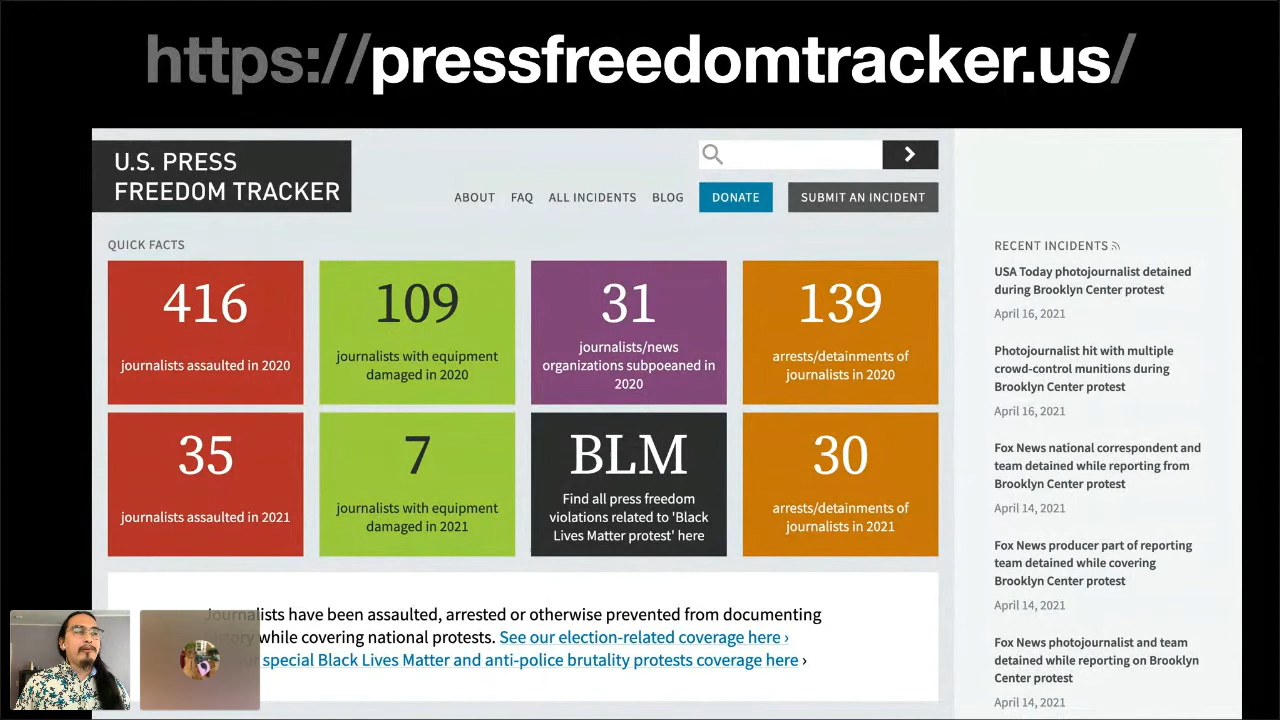 https://pressfreedomtracker.us/
U.S. PRESS
FREEDOM TRACKER
ABOUT FAQ ALL INCIDENTS BLOG DONATE SUBMIT AN INCIDENT
QUICK FACTS
416
journalists assaulted in 2020
109
journalists with equipment
damaged in 2020
31
journalists/news
organizations subpoenaed in
2020
139
arrests/detainments of
journalists in 2020
35
journalists assaulted in 2021
7
journalists with equipment
damaged in 2021
BLM
Find all press freedom
violations related to 'Black
Lives Matter protest' here
30
arrests/detainments of
journalists in 2021
Journalists have been assaulted, arrested or otherwise prevented from documenting
history while covering national protests. See our election-related coverage here ›
special Black Lives Matter and anti-police brutality protests coverage here ›
RECENT INCIDENTS
USA Today photojournalist detained
during Brooklyn Center protest
April 16, 2021
Photojournalist hit with multiple
crowd-control munitions during
Brooklyn Center protest
April 16, 2021
Fox News national correspondent and
team detained while reporting from
Brooklyn Center protest
April 14, 2021
Fox News producer part of reporting
team detained while covering
Brooklyn Center protest
April 14, 2021
Fox News photojournalist and team
detained while reporting on Brooklyn
Center protest
April 14, 2021